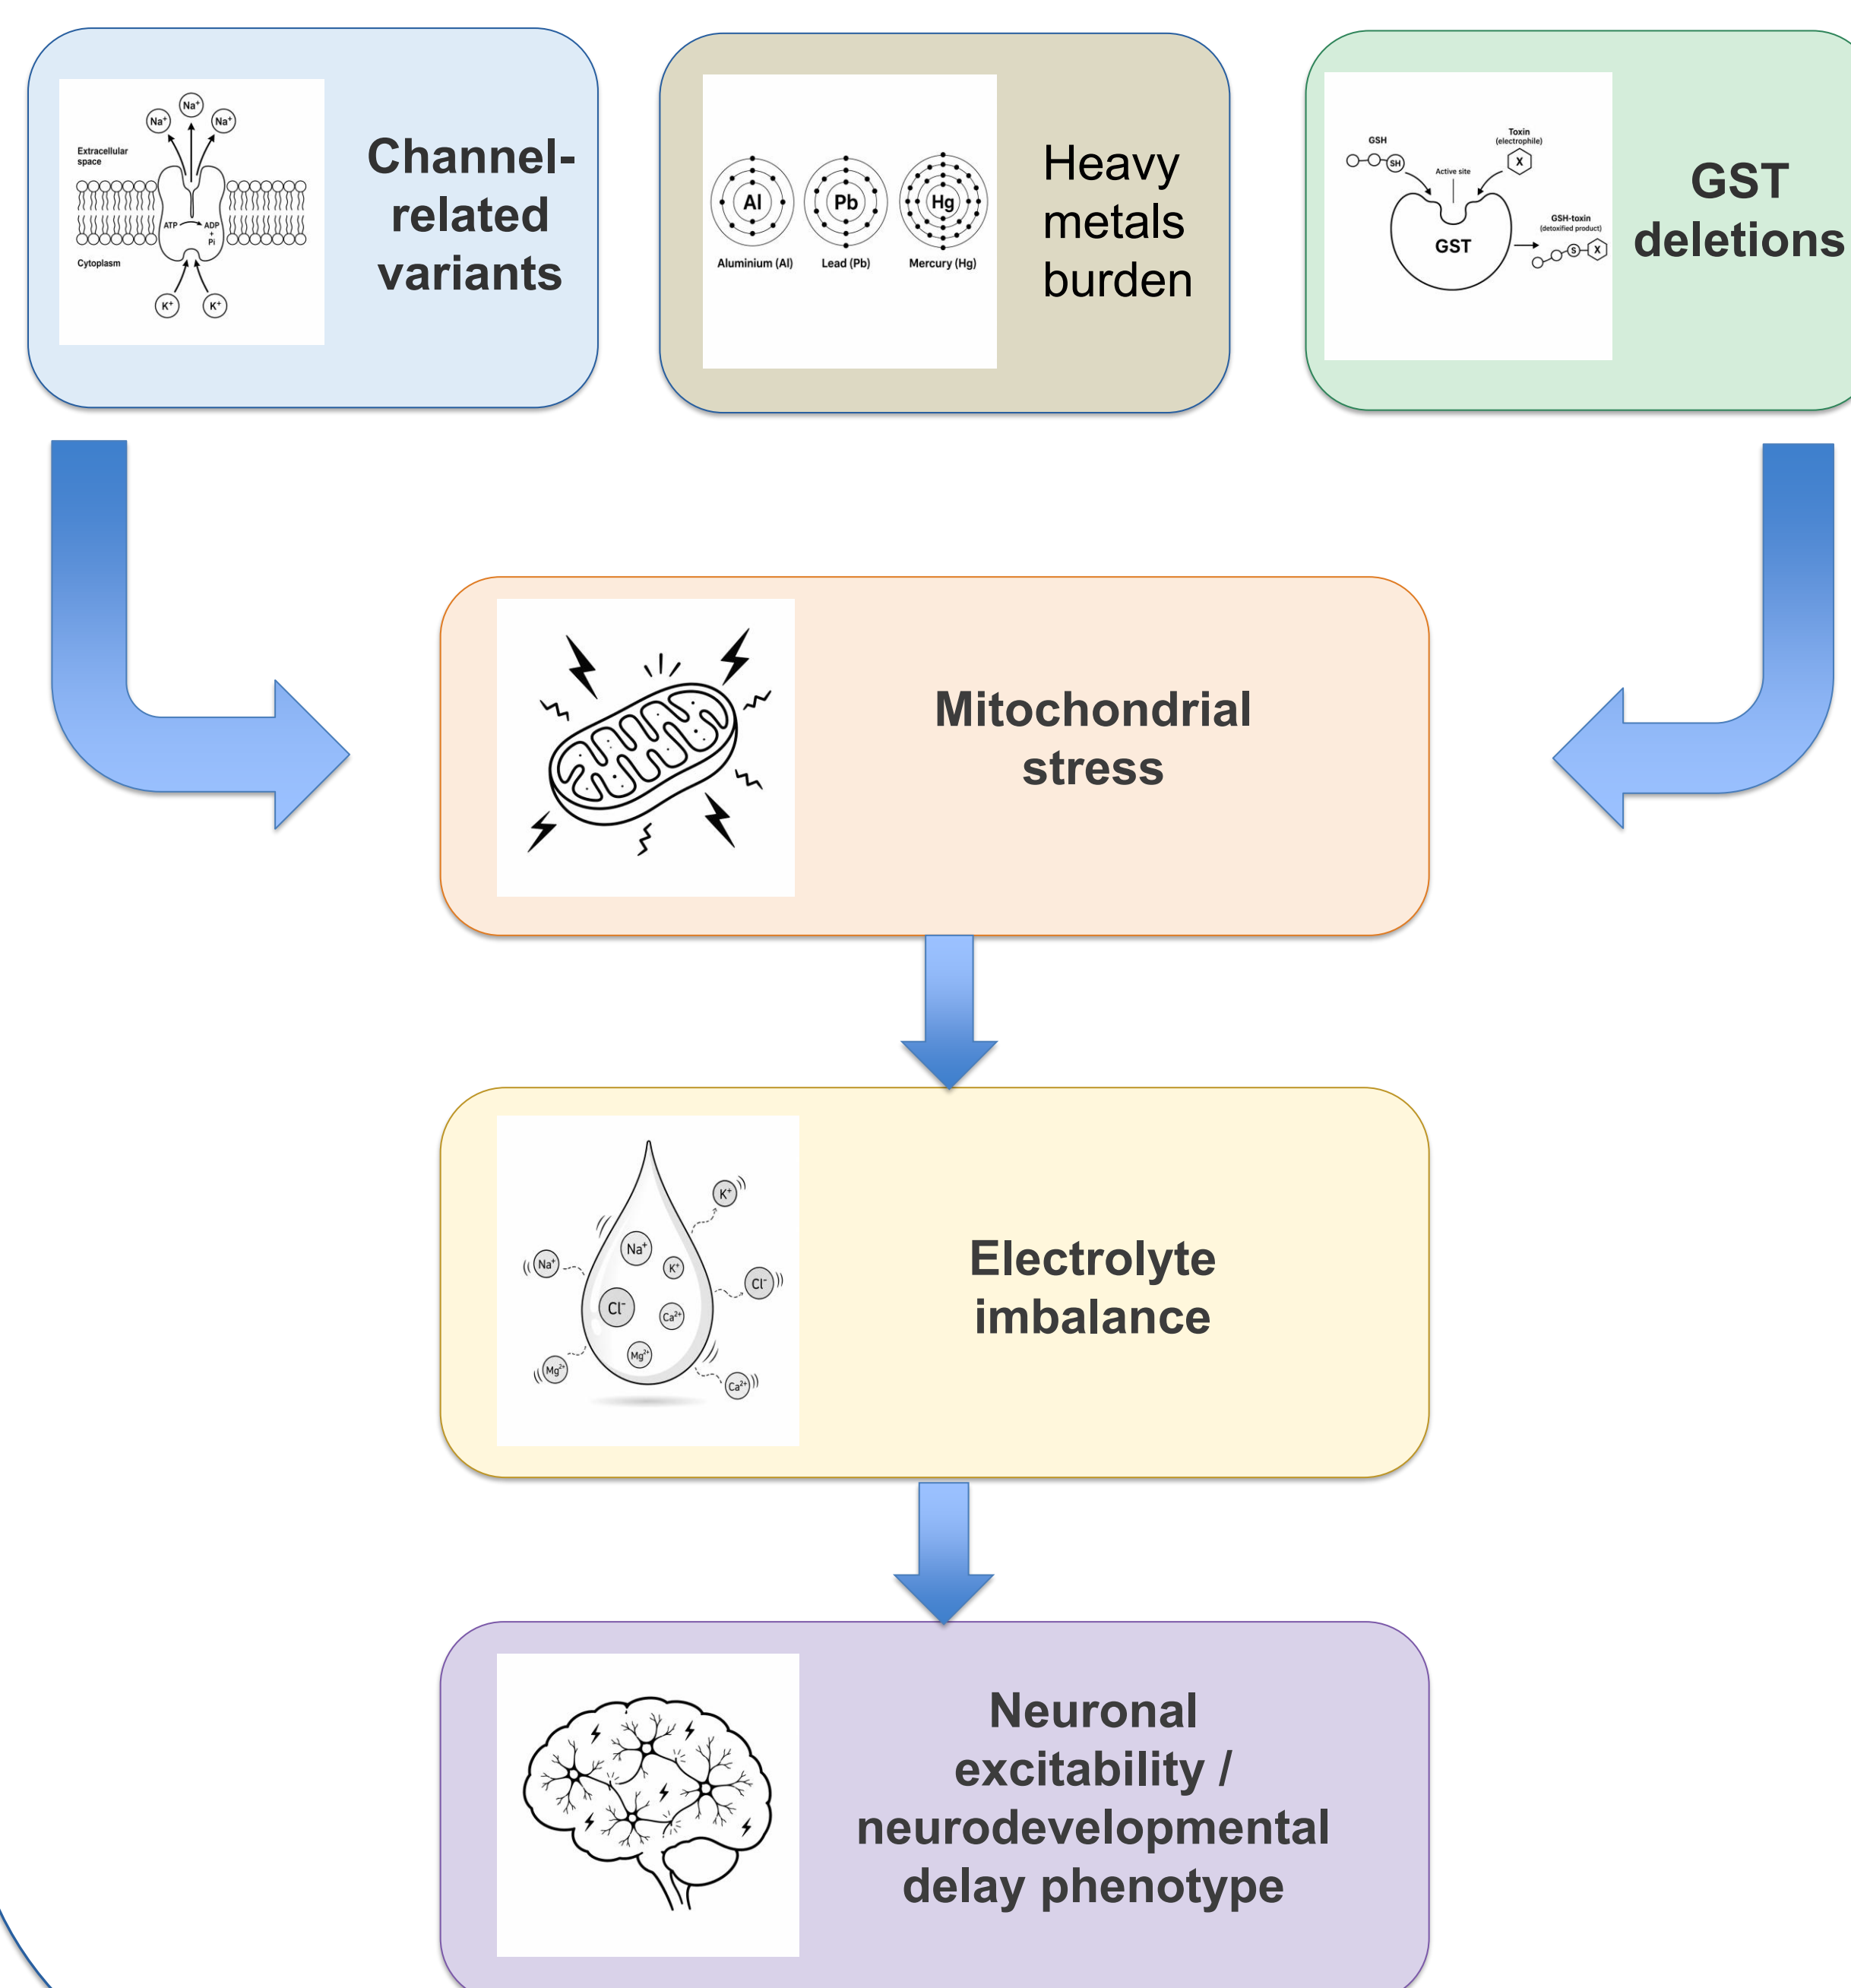 Na⁺
Na⁺
Na⁺
Extracellular
space
ATP
ADP
+
Pi
Cytoplasm
K⁺
K⁺
Channel-
related
variants
Al
Pb
Hg
Aluminium (Al)
Lead (Pb)
Mercury (Hg)
Heavy
metals
burden
GSH
SH
Toxin
(electrophile)
X
Active site
GST
GSH-toxin
(detoxified product)
S
X
GST
deletions
Mitochondrial
stress
K⁺
Na⁺
Na⁺
K⁺
Cl⁻
Cl⁻
Ca²⁺
Mg²⁺
Mg²⁺
Ca²⁺
Electrolyte
imbalance
Neuronal
excitability /
neurodevelopmental
delay phenotype